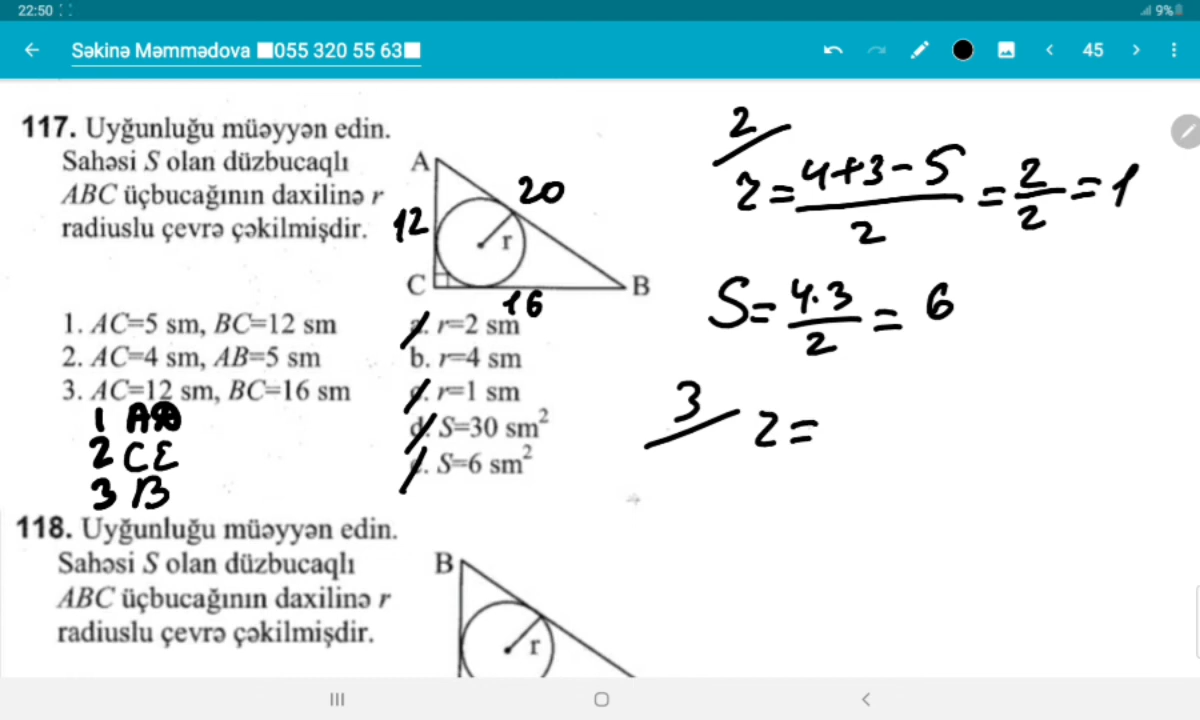 22:50
9%
Səkinə Məmmədova 055 320 55 63
45
117. Uyğunluğu müəyyən edin.
Sahəsi S olan düzbucaqlı
ABC üçbucağının daxilinə r
radiuslu çevrə çəkilmişdir.
A
20
12
r
C
B
16
1. AC=5 sm, BC=12 sm
2. AC=4 sm, AB=5 sm
3. AC=12 sm, BC=16 sm
a. r=2 sm
b. r=4 sm
c. r=1 sm
d. S=30 sm²
e. S=6 sm²
1 AD
2 CE
3 B
2/
r=(4+3-5)/2=2/2=1
S=4·3/2=6
3/ r=
118. Uyğunluğu müəyyən edin.
Sahəsi S olan düzbucaqlı
ABC üçbucağının daxilinə r
radiuslu çevrə çəkilmişdir.
B
r